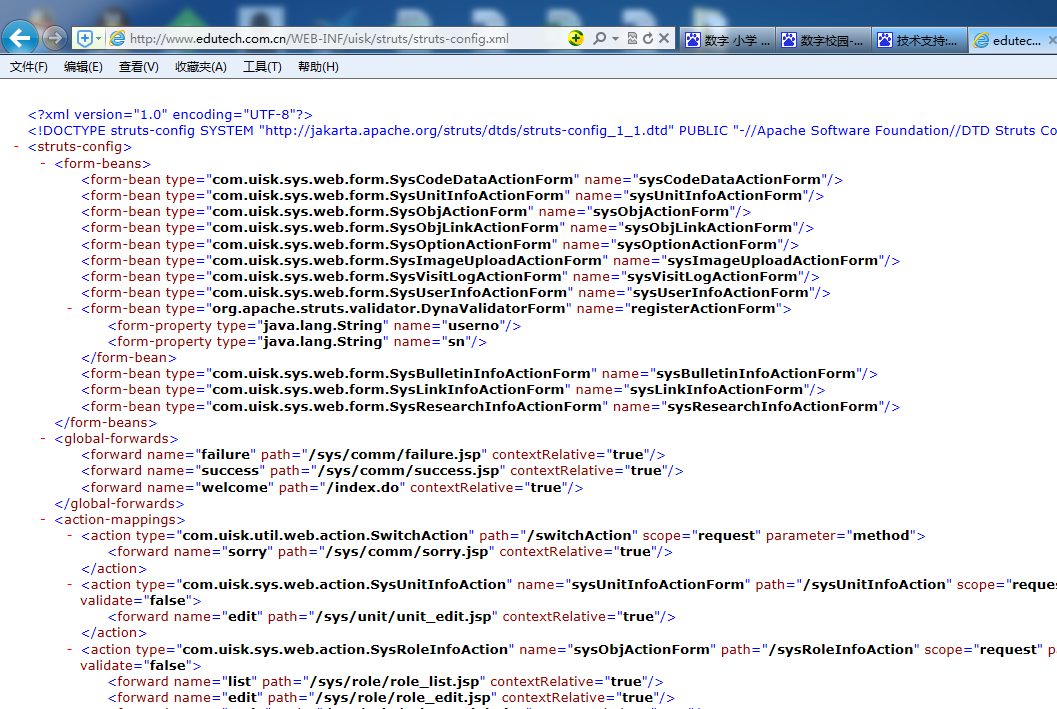 http://www.edutech.com.cn/WEB-INF/uisk/struts/struts-config.xml
数字 小学 ...
数字校园-...
技术支持:...
edutec...
文件(F) 编辑(E) 查看(V) 收藏夹(A) 工具(T) 帮助(H)
<?xml version="1.0" encoding="UTF-8"?>
<!DOCTYPE struts-config SYSTEM "http://jakarta.apache.org/struts/dtds/struts-config_1_1.dtd" PUBLIC "-//Apache Software Foundation//DTD Struts Co
- <struts-config>
- <form-beans>
<form-bean type="com.uisk.sys.web.form.SysCodeDataActionForm" name="sysCodeDataActionForm"/>
<form-bean type="com.uisk.sys.web.form.SysUnitInfoActionForm" name="sysUnitInfoActionForm"/>
<form-bean type="com.uisk.sys.web.form.SysObjActionForm" name="sysObjActionForm"/>
<form-bean type="com.uisk.sys.web.form.SysObjLinkActionForm" name="sysObjLinkActionForm"/>
<form-bean type="com.uisk.sys.web.form.SysOptionActionForm" name="sysOptionActionForm"/>
<form-bean type="com.uisk.sys.web.form.SysImageUploadActionForm" name="sysImageUploadActionForm"/>
<form-bean type="com.uisk.sys.web.form.SysVisitLogActionForm" name="sysVisitLogActionForm"/>
<form-bean type="com.uisk.sys.web.form.SysUserInfoActionForm" name="sysUserInfoActionForm"/>
- <form-bean type="org.apache.struts.validator.DynaValidatorForm" name="registerActionForm">
<form-property type="java.lang.String" name="userno"/>
<form-property type="java.lang.String" name="sn"/>
</form-bean>
<form-bean type="com.uisk.sys.web.form.SysBulletinInfoActionForm" name="sysBulletinInfoActionForm"/>
<form-bean type="com.uisk.sys.web.form.SysLinkInfoActionForm" name="sysLinkInfoActionForm"/>
<form-bean type="com.uisk.sys.web.form.SysResearchInfoActionForm" name="sysResearchInfoActionForm"/>
</form-beans>
- <global-forwards>
<forward name="failure" path="/sys/comm/failure.jsp" contextRelative="true"/>
<forward name="success" path="/sys/comm/success.jsp" contextRelative="true"/>
<forward name="welcome" path="/index.do" contextRelative="true"/>
</global-forwards>
- <action-mappings>
- <action type="com.uisk.util.web.action.SwitchAction" path="/switchAction" scope="request" parameter="method">
<forward name="sorry" path="/sys/comm/sorry.jsp" contextRelative="true"/>
</action>
- <action type="com.uisk.sys.web.action.SysUnitInfoAction" name="sysUnitInfoActionForm" path="/sysUnitInfoAction" scope="reques
validate="false">
<forward name="edit" path="/sys/unit/unit_edit.jsp" contextRelative="true"/>
</action>
- <action type="com.uisk.sys.web.action.SysRoleInfoAction" name="sysObjActionForm" path="/sysRoleInfoAction" scope="request" pa
validate="false">
<forward name="list" path="/sys/role/role_list.jsp" contextRelative="true"/>
<forward name="edit" path="/sys/role/role_edit.jsp" contextRelative="true"/>